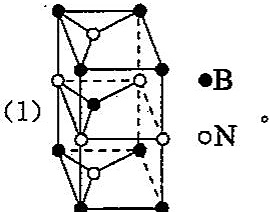 ●B
(1)
○N 。